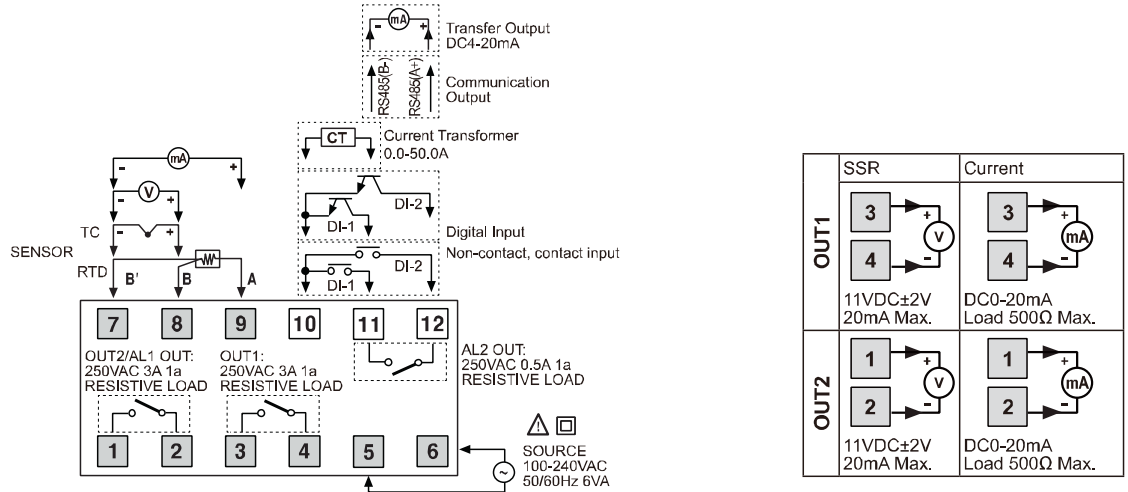 - mA +
Transfer Output
DC4-20mA
RS485(B-)
RS485(A+)
Communication
Output
CT
Current Transformer
0.0-50.0A
- mA +
- V +
TC
- +
SENSOR
RTD
B'
B
A
DI-2
DI-1
Digital Input
Non-contact, contact input
DI-2
DI-1
7 8 9 10 11 12
OUT2/AL1 OUT:
250VAC 3A 1a
RESISTIVE LOAD
OUT1:
250VAC 3A 1a
RESISTIVE LOAD
AL2 OUT:
250VAC 0.5A 1a
RESISTIVE LOAD
1 2 3 4 5 6
SOURCE
100-240VAC
50/60Hz 6VA
~
SSR
Current
OUT1
3
+
V
4
-
11VDC±2V
20mA Max.
3
+
mA
4
-
DC0-20mA
Load 500Ω Max.
OUT2
1
+
V
2
-
11VDC±2V
20mA Max.
1
+
mA
2
-
DC0-20mA
Load 500Ω Max.